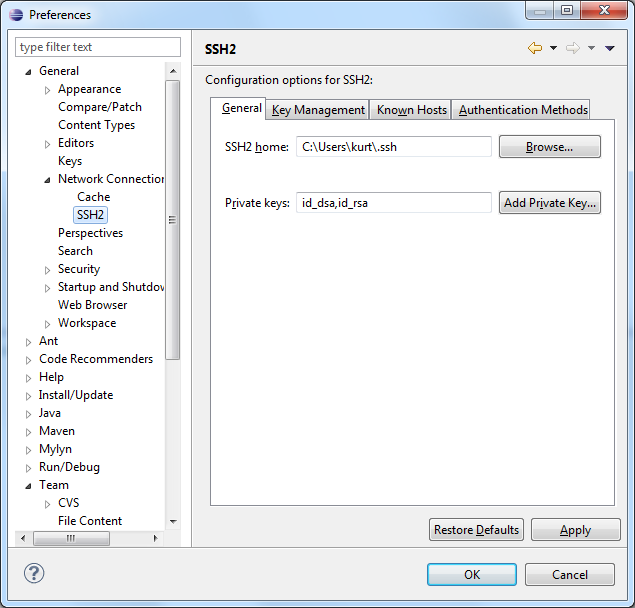 Preferences
type filter text
General
Appearance
Compare/Patch
Content Types
Editors
Keys
Network Connection
Cache
SSH2
Perspectives
Search
Security
Startup and Shutdov
Web Browser
Workspace
Ant
Code Recommenders
Help
Install/Update
Java
Maven
Mylyn
Run/Debug
Team
CVS
File Content
SSH2
Configuration options for SSH2:
General Key Management Known Hosts Authentication Methods
SSH2 home: C:\Users\kurt\.ssh Browse...
Private keys: id_dsa,id_rsa Add Private Key...
Restore Defaults Apply
? OK Cancel